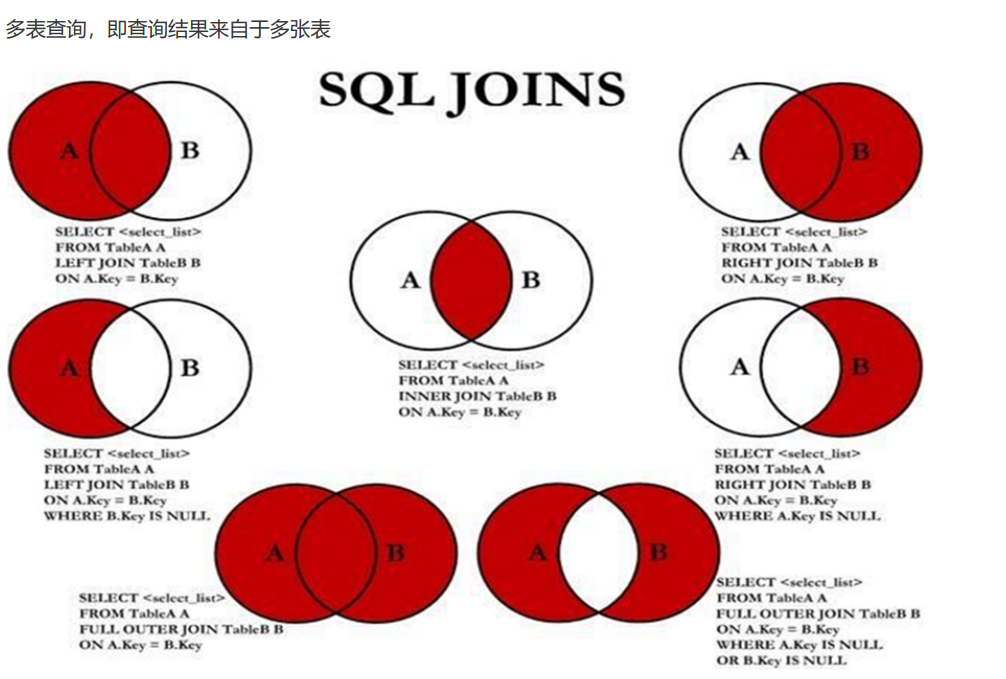 多表查询，即查询结果来自于多张表
SQL JOINS
A
B
SELECT <select_list>
FROM TableA A
LEFT JOIN TableB B
ON A.Key = B.Key
A
B
SELECT <select_list>
FROM TableA A
RIGHT JOIN TableB B
ON A.Key = B.Key
A
B
SELECT <select_list>
FROM TableA A
INNER JOIN TableB B
ON A.Key = B.Key
A
B
SELECT <select_list>
FROM TableA A
LEFT JOIN TableB B
ON A.Key = B.Key
WHERE B.Key IS NULL
A
B
SELECT <select_list>
FROM TableA A
RIGHT JOIN TableB B
ON A.Key = B.Key
WHERE A.Key IS NULL
A
B
SELECT <select_list>
FROM TableA A
FULL OUTER JOIN TableB B
ON A.Key = B.Key
A
B
SELECT <select_list>
FROM TableA A
FULL OUTER JOIN TableB B
ON A.Key = B.Key
WHERE A.Key IS NULL
OR B.Key IS NULL